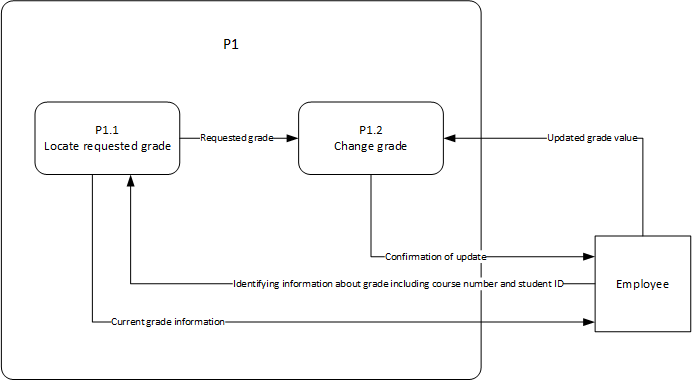 P1
P1.1
Locate requested grade
Requested grade
P1.2
Change grade
Updated grade value
Confirmation of update
Identifying information about grade including course number and student ID
Employee
Current grade information